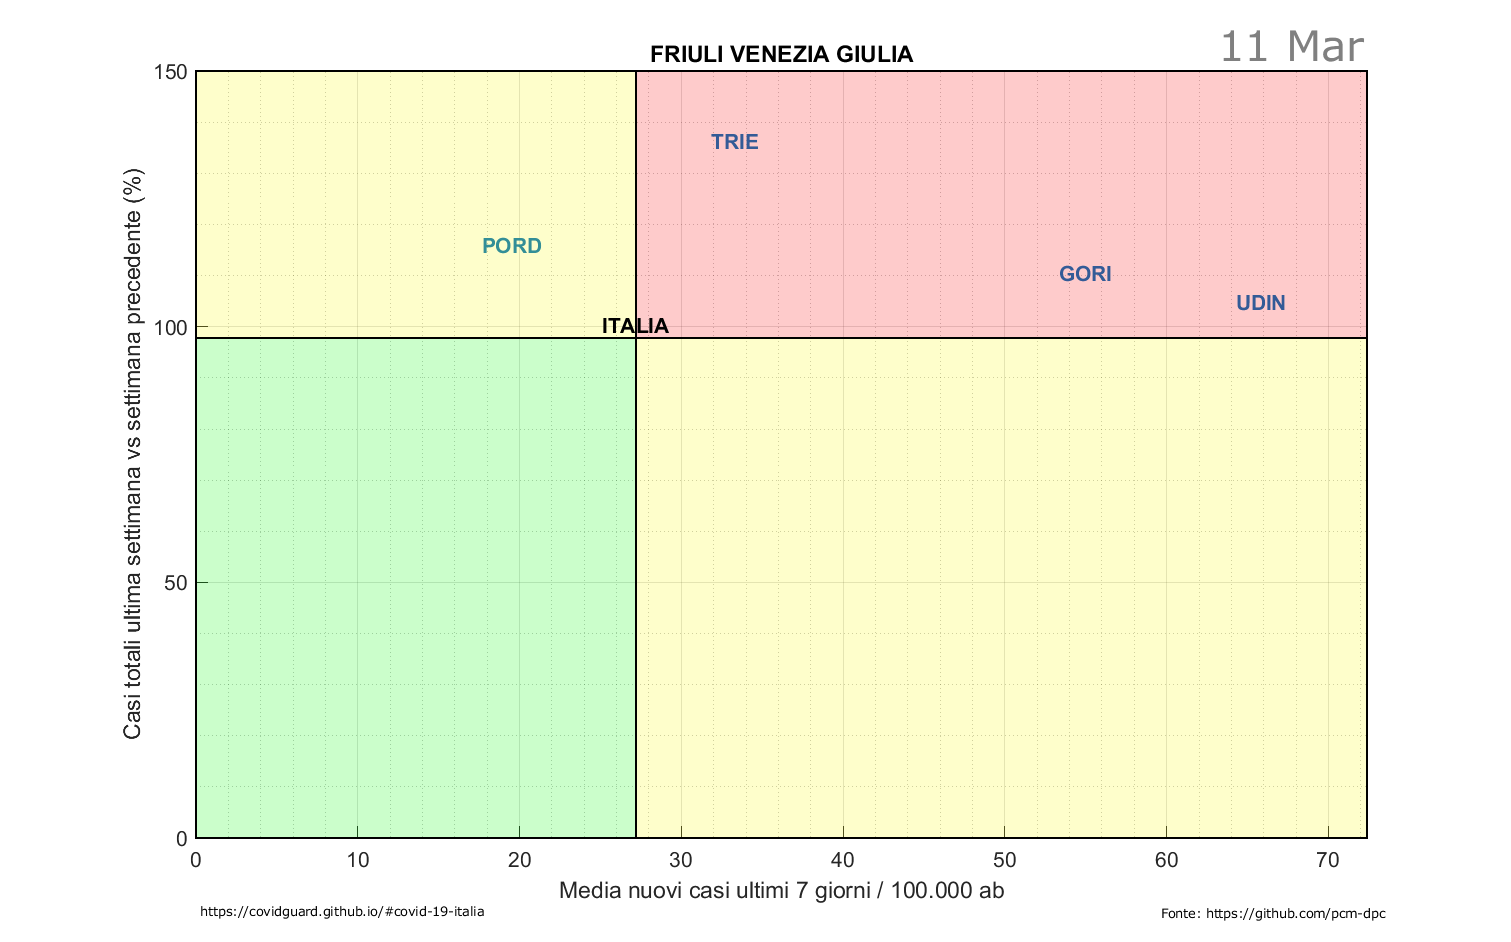 11 Mar
FRIULI VENEZIA GIULIA
150
TRIE
PORD
GORI
UDIN
ITALIA
100
50
0
Casi totali ultima settimana vs settimana precedente (%)
0 10 20 30 40 50 60 70
Media nuovi casi ultimi 7 giorni / 100.000 ab
https://covidguard.github.io/#covid-19-italia
Fonte: https://github.com/pcm-dpc